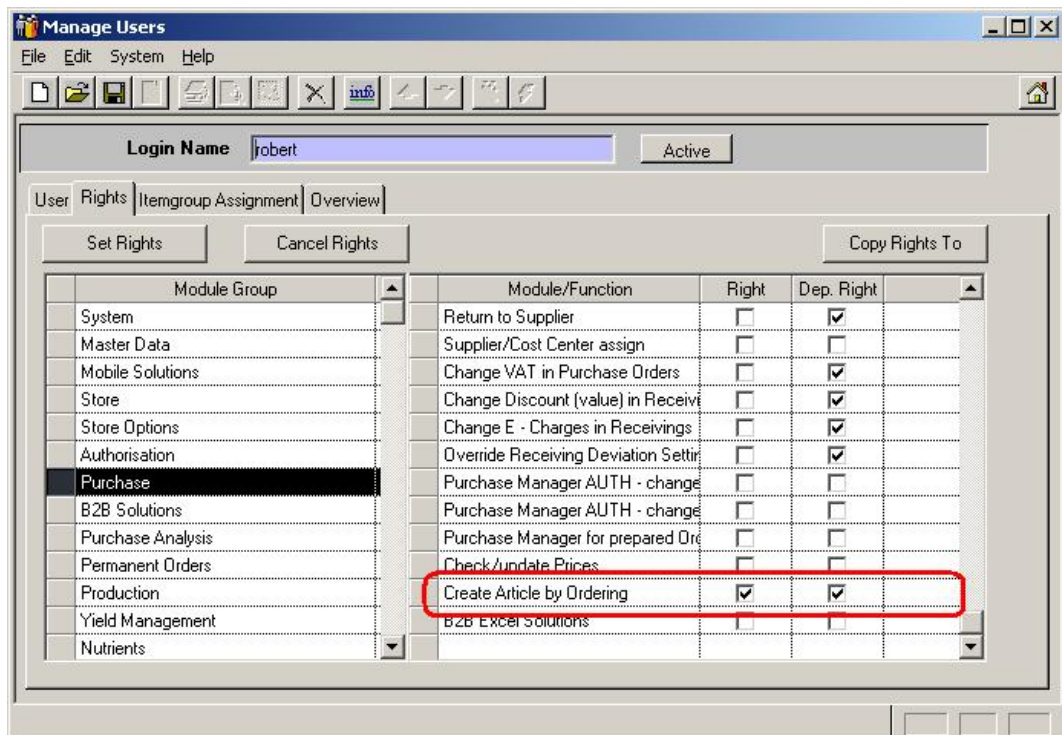 Manage Users
File Edit System Help
info
Login Name robert Active
User Rights Itemgroup Assignment Overview
Set Rights Cancel Rights Copy Rights To
Module Group Module/Function Right Dep. Right
System Return to Supplier
Master Data Supplier/Cost Center assign
Mobile Solutions Change VAT in Purchase Orders
Store Change Discount (value) in Receivi
Store Options Change E - Charges in Receivings
Authorisation Override Receiving Deviation Settin
Purchase Purchase Manager AUTH - change
B2B Solutions Purchase Manager AUTH - change
Purchase Analysis Purchase Manager for prepared Ord
Permanent Orders Check/update Prices
Production Create Article by Ordering
Yield Management B2B Excel Solutions
Nutrients